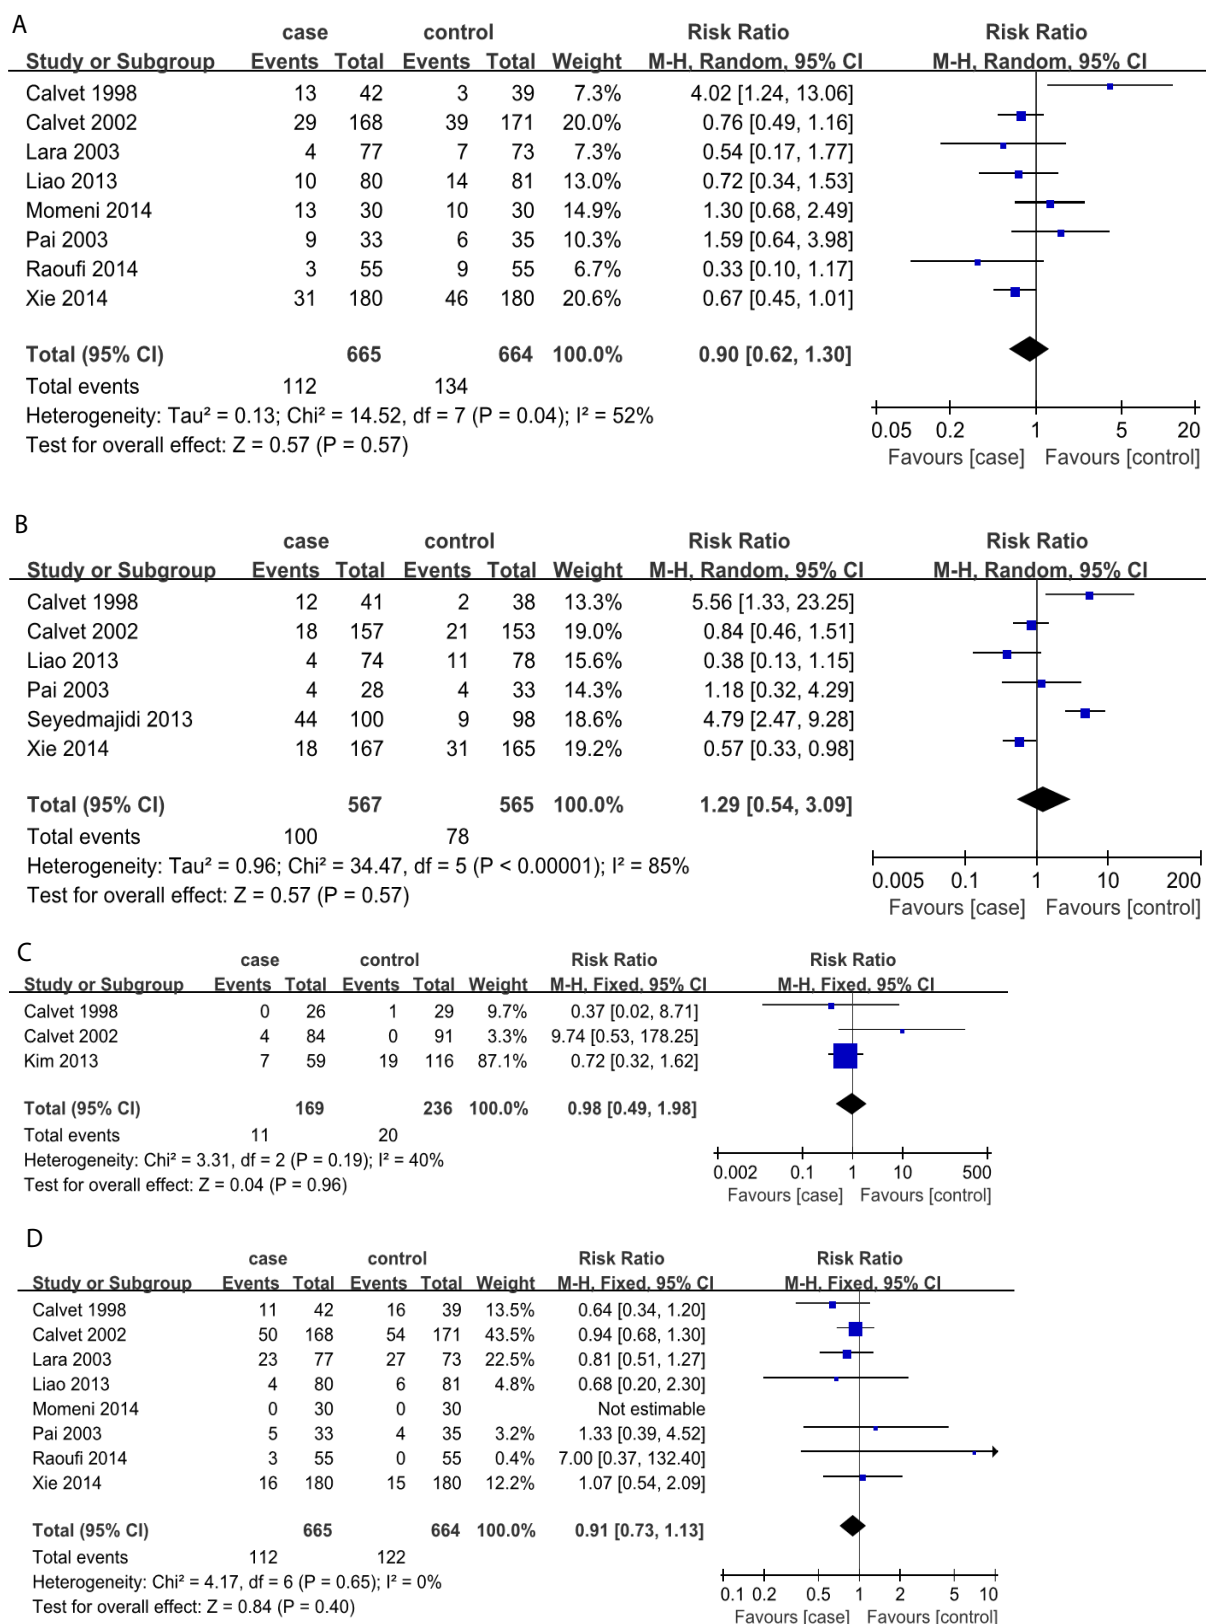 A
case control Risk Ratio Risk Ratio
Study or Subgroup Events Total Events Total Weight M-H, Random, 95% CI M-H, Random, 95% CI
Calvet 1998 13 42 3 39 7.3% 4.02 [1.24, 13.06]
Calvet 2002 29 168 39 171 20.0% 0.76 [0.49, 1.16]
Lara 2003 4 77 7 73 7.3% 0.54 [0.17, 1.77]
Liao 2013 10 80 14 81 13.0% 0.72 [0.34, 1.53]
Momeni 2014 13 30 10 30 14.9% 1.30 [0.68, 2.49]
Pai 2003 9 33 6 35 10.3% 1.59 [0.64, 3.98]
Raoufi 2014 3 55 9 55 6.7% 0.33 [0.10, 1.17]
Xie 2014 31 180 46 180 20.6% 0.67 [0.45, 1.01]
Total (95% CI) 665 664 100.0% 0.90 [0.62, 1.30]
Total events 112 134
Heterogeneity: Tau² = 0.13; Chi² = 14.52, df = 7 (P = 0.04); I² = 52%
Test for overall effect: Z = 0.57 (P = 0.57)
0.05 0.2 1 5 20
Favours [case] Favours [control]
B
case control Risk Ratio Risk Ratio
Study or Subgroup Events Total Events Total Weight M-H, Random, 95% CI M-H, Random, 95% CI
Calvet 1998 12 41 2 38 13.3% 5.56 [1.33, 23.25]
Calvet 2002 18 157 21 153 19.0% 0.84 [0.46, 1.51]
Liao 2013 4 74 11 78 15.6% 0.38 [0.13, 1.15]
Pai 2003 4 28 4 33 14.3% 1.18 [0.32, 4.29]
Seyedmajidi 2013 44 100 9 98 18.6% 4.79 [2.47, 9.28]
Xie 2014 18 167 31 165 19.2% 0.57 [0.33, 0.98]
Total (95% CI) 567 565 100.0% 1.29 [0.54, 3.09]
Total events 100 78
Heterogeneity: Tau² = 0.96; Chi² = 34.47, df = 5 (P < 0.00001); I² = 85%
Test for overall effect: Z = 0.57 (P = 0.57)
0.005 0.1 1 10 200
Favours [case] Favours [control]
C
case control Risk Ratio Risk Ratio
Study or Subgroup Events Total Events Total Weight M-H, Fixed, 95% CI M-H, Fixed, 95% CI
Calvet 1998 0 26 1 29 9.7% 0.37 [0.02, 8.71]
Calvet 2002 4 84 0 91 3.3% 9.74 [0.53, 178.25]
Kim 2013 7 59 19 116 87.1% 0.72 [0.32, 1.62]
Total (95% CI) 169 236 100.0% 0.98 [0.49, 1.98]
Total events 11 20
Heterogeneity: Chi² = 3.31, df = 2 (P = 0.19); I² = 40%
Test for overall effect: Z = 0.04 (P = 0.96)
0.002 0.1 1 10 500
Favours [case] Favours [control]
D
case control Risk Ratio Risk Ratio
Study or Subgroup Events Total Events Total Weight M-H, Fixed, 95% CI M-H, Fixed, 95% CI
Calvet 1998 11 42 16 39 13.5% 0.64 [0.34, 1.20]
Calvet 2002 50 168 54 171 43.5% 0.94 [0.68, 1.30]
Lara 2003 23 77 27 73 22.5% 0.81 [0.51, 1.27]
Liao 2013 4 80 6 81 4.8% 0.68 [0.20, 2.30]
Momeni 2014 0 30 0 30 Not estimable
Pai 2003 5 33 4 35 3.2% 1.33 [0.39, 4.52]
Raoufi 2014 3 55 0 55 0.4% 7.00 [0.37, 132.40]
Xie 2014 16 180 15 180 12.2% 1.07 [0.54, 2.09]
Total (95% CI) 665 664 100.0% 0.91 [0.73, 1.13]
Total events 112 122
Heterogeneity: Chi² = 4.17, df = 6 (P = 0.65); I² = 0%
Test for overall effect: Z = 0.84 (P = 0.40)
0.1 0.2 0.5 1 2 5 10
Favours [case] Favours [control]